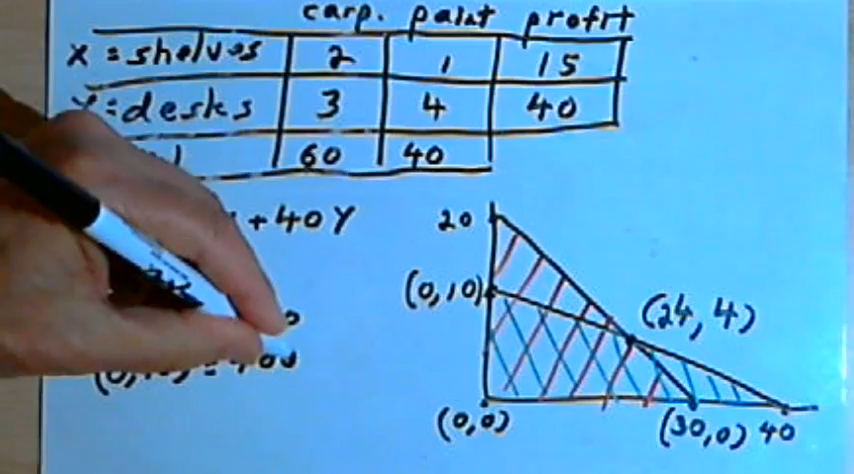 carp. paint profit
x = shelves 2 1 15
Y = desks 3 4 40
60 40
+ 40Y
20
(0,10)
(24, 4)
(0,0)
(30,0) 40